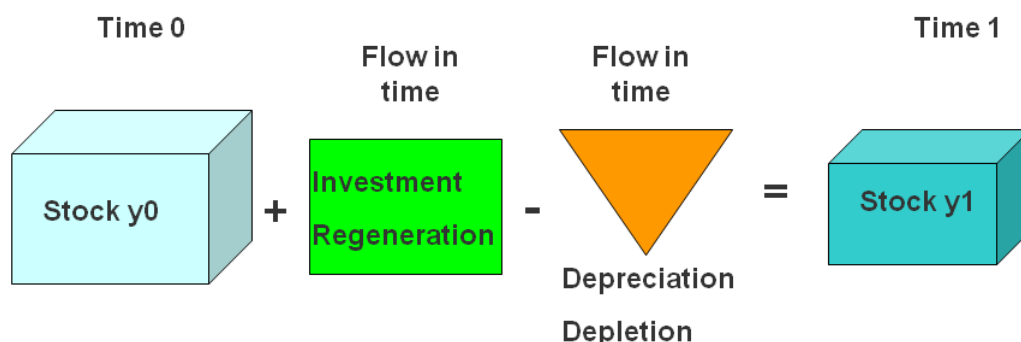 Time 0
Flow in
time
Flow in
time
Time 1
Stock y0
+
Investment
Regeneration
-
Depreciation
Depletion
=
Stock y1